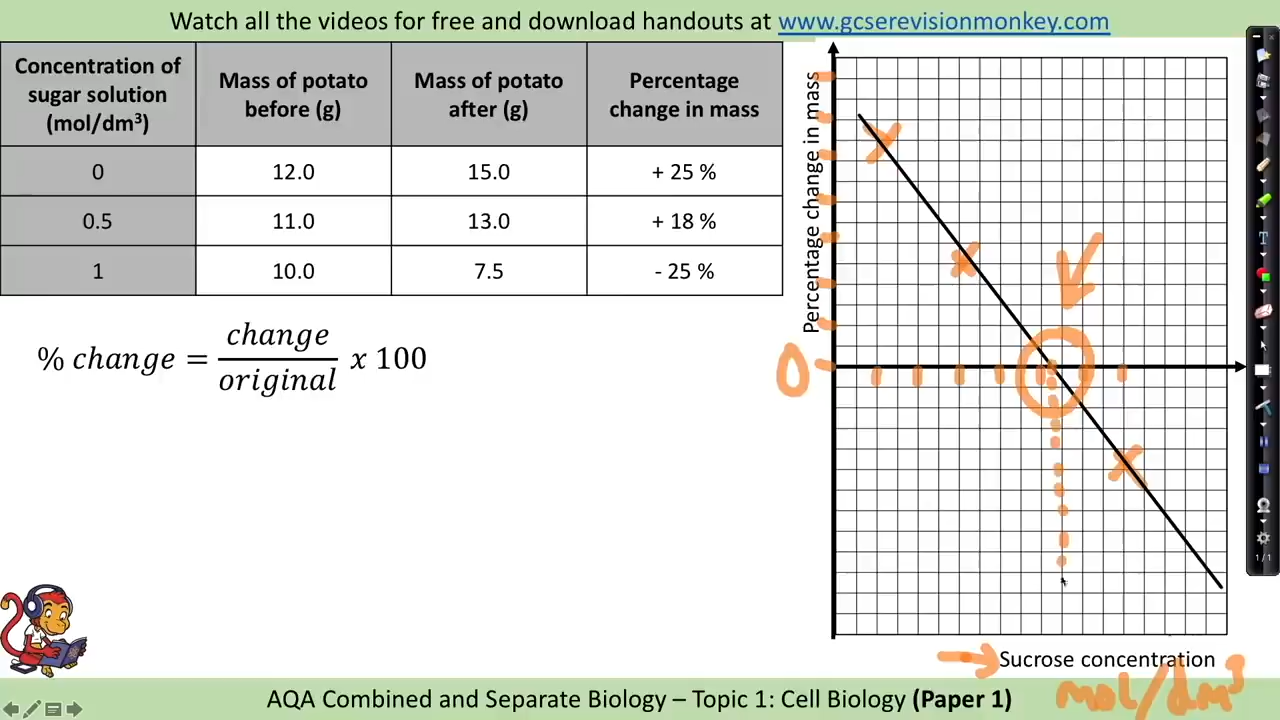 Watch all the videos for free and download handouts at www.gcserevisionmonkey.com
Concentration of sugar solution (mol/dm³) Mass of potato before (g) Mass of potato after (g) Percentage change in mass
0 12.0 15.0 + 25 %
0.5 11.0 13.0 + 18 %
1 10.0 7.5 - 25 %
% change = change / original x 100
Percentage change in mass
0
Sucrose concentration
mol/dm³
1/1
AQA Combined and Separate Biology – Topic 1: Cell Biology (Paper 1)